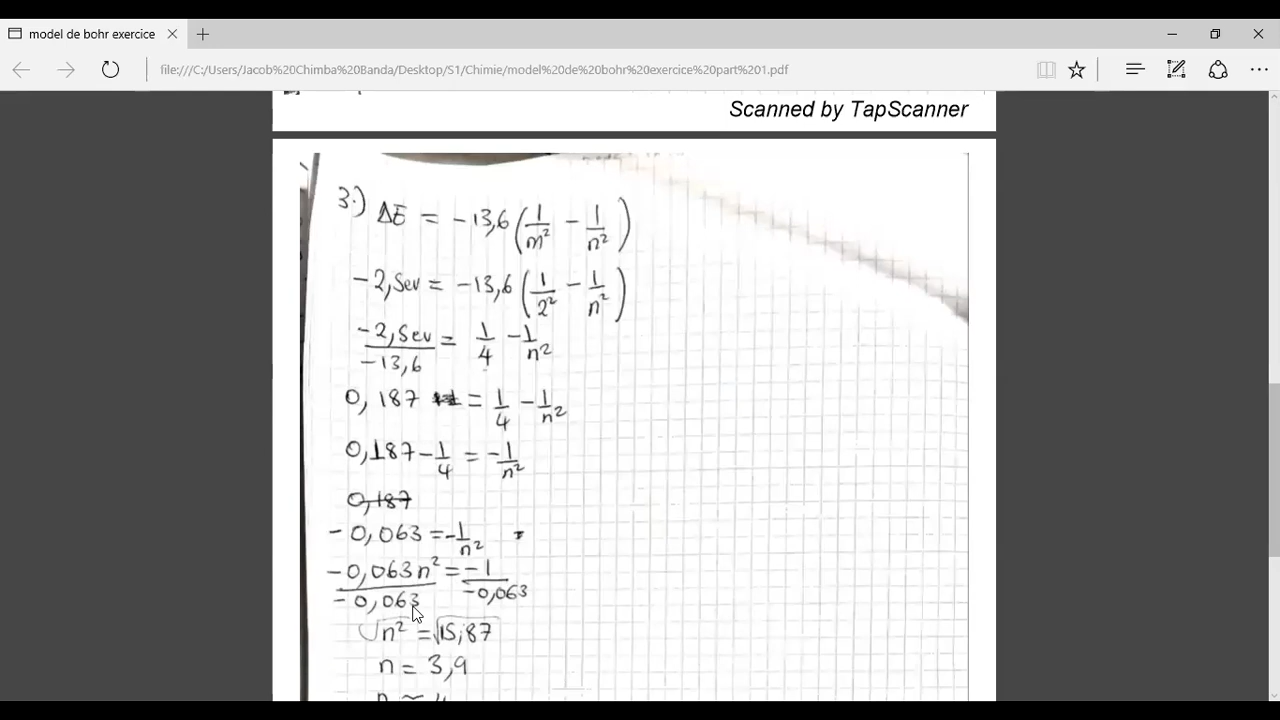 model de bohr exercice
file:///C:/Users/Jacob%20Chimba%20Banda/Desktop/S1/Chimie/model%20de%20bohr%20exercice%20part%201.pdf
Scanned by TapScanner
3.) ΔE = -13,6 (1/m² - 1/n²)
-2,5ev = -13,6 (1/2² - 1/n²)
-2,5ev/-13,6 = 1/4 - 1/n²
0,187 = 1/4 - 1/n²
0,187 - 1/4 = -1/n²
0,187
-0,063 = -1/n²
-0,063n²/-0,063 = -1/-0,063
√n² = √15,87
n = 3,9